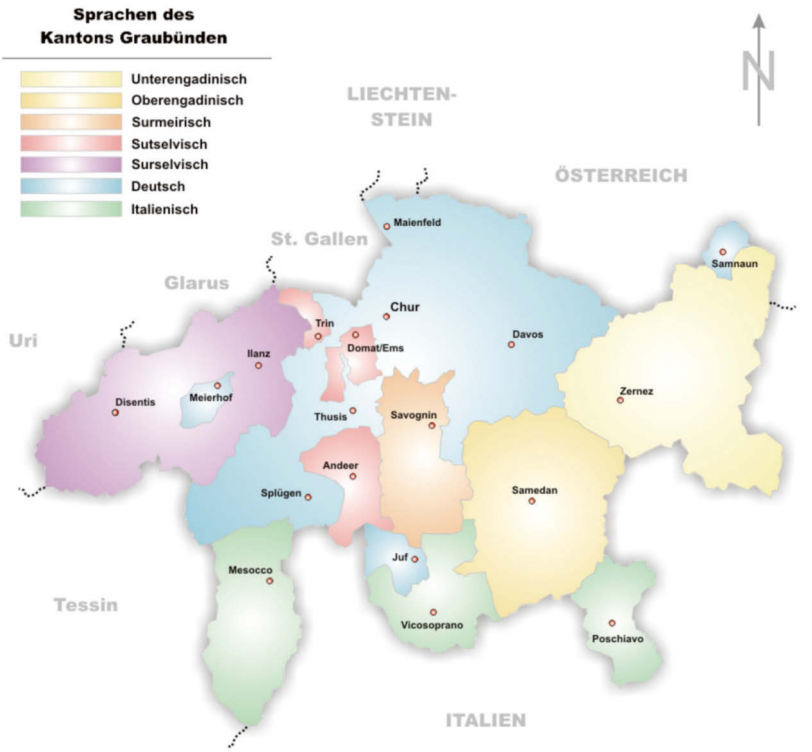 Sprachen des
Kantons Graubünden
Unterengadinisch
Oberengadinisch
Surmeirisch
Sutselvisch
Surselvisch
Deutsch
Italienisch
N
LIECHTEN-
STEIN
ÖSTERREICH
St. Gallen
Glarus
Uri
Tessin
ITALIEN
Maienfeld
Samnaun
Chur
Trin
Domat/Ems
Davos
Ilanz
Disentis
Meierhof
Thusis
Savognin
Zernez
Andeer
Splügen
Samedan
Juf
Mesocco
Vicosoprano
Poschiavo